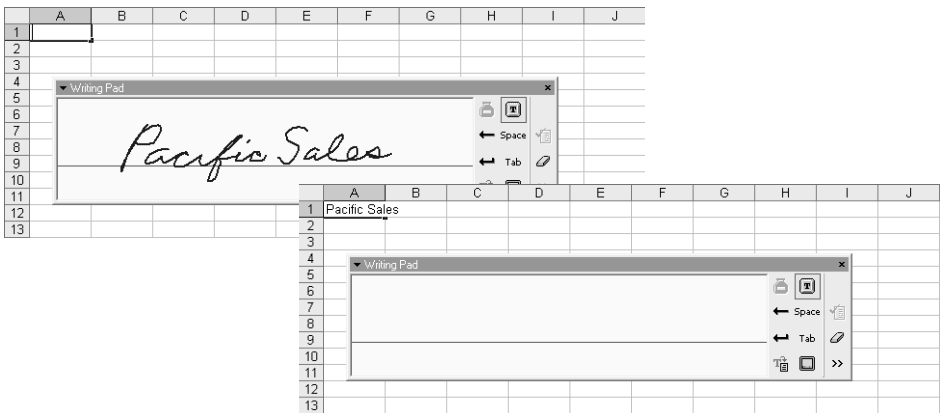 A B C D E F G H I J
1
2
3
4
Writing Pad
5
6
7
8
9
10
11
12
13
Pacific Sales
Space
Tab
A B C D E F G H I J
1 Pacific Sales
2
3
4
Writing Pad
5
6
7
8
9
10
11
12
13
Space
Tab
>>